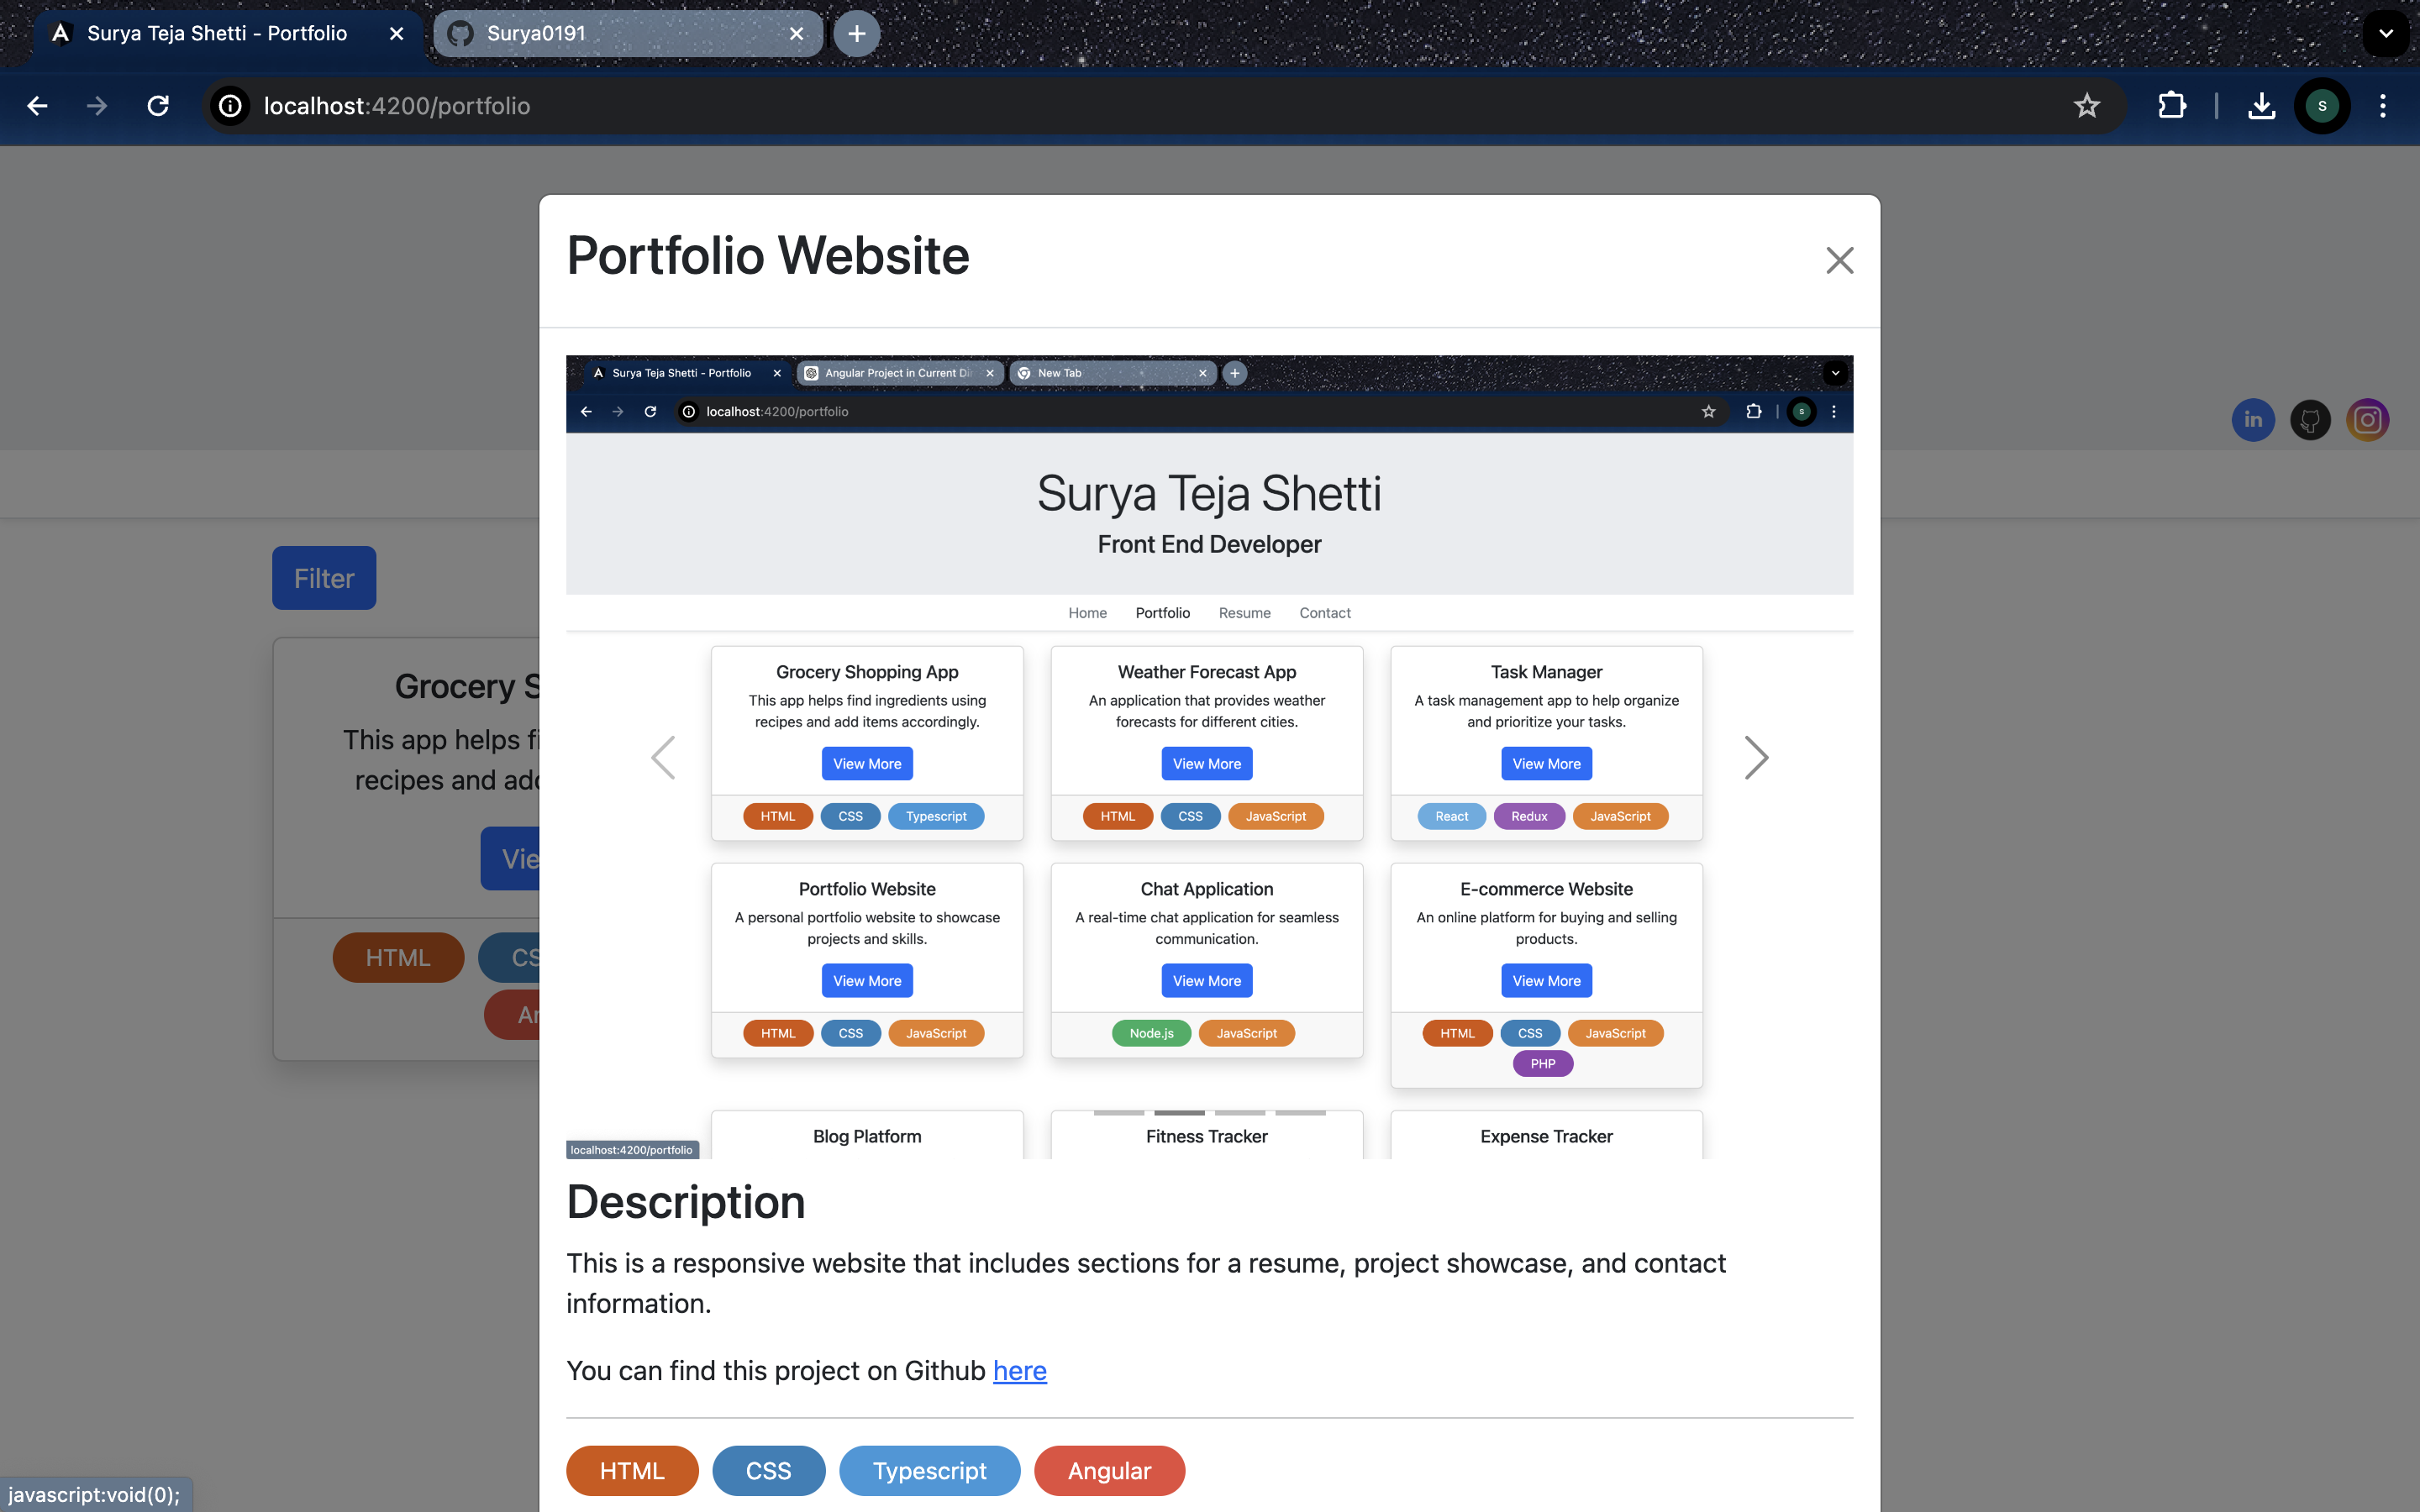 Surya Teja Shetti - Portfolio
Surya0191
localhost:4200/portfolio
S
Portfolio Website
Surya Teja Shetti - Portfolio
Angular Project in Current Di
New Tab
localhost:4200/portfolio
S
Surya Teja Shetti
Front End Developer
Home Portfolio Resume Contact
Grocery Shopping App
This app helps find ingredients using
recipes and add items accordingly.
View More
HTML CSS Typescript
Weather Forecast App
An application that provides weather
forecasts for different cities.
View More
HTML CSS JavaScript
Task Manager
A task management app to help organize
and prioritize your tasks.
View More
React Redux JavaScript
Portfolio Website
A personal portfolio website to showcase
projects and skills.
View More
HTML CSS JavaScript
Chat Application
A real-time chat application for seamless
communication.
View More
Node.js JavaScript
E-commerce Website
An online platform for buying and selling
products.
View More
HTML CSS JavaScript
PHP
Blog Platform
Fitness Tracker
Expense Tracker
localhost:4200/portfolio
Description
This is a responsive website that includes sections for a resume, project showcase, and contact
information.
You can find this project on Github here
HTML CSS Typescript Angular
in
Filter
Grocery S
This app helps fi
recipes and add
Vie
HTML CS
An
javascript:void(0);